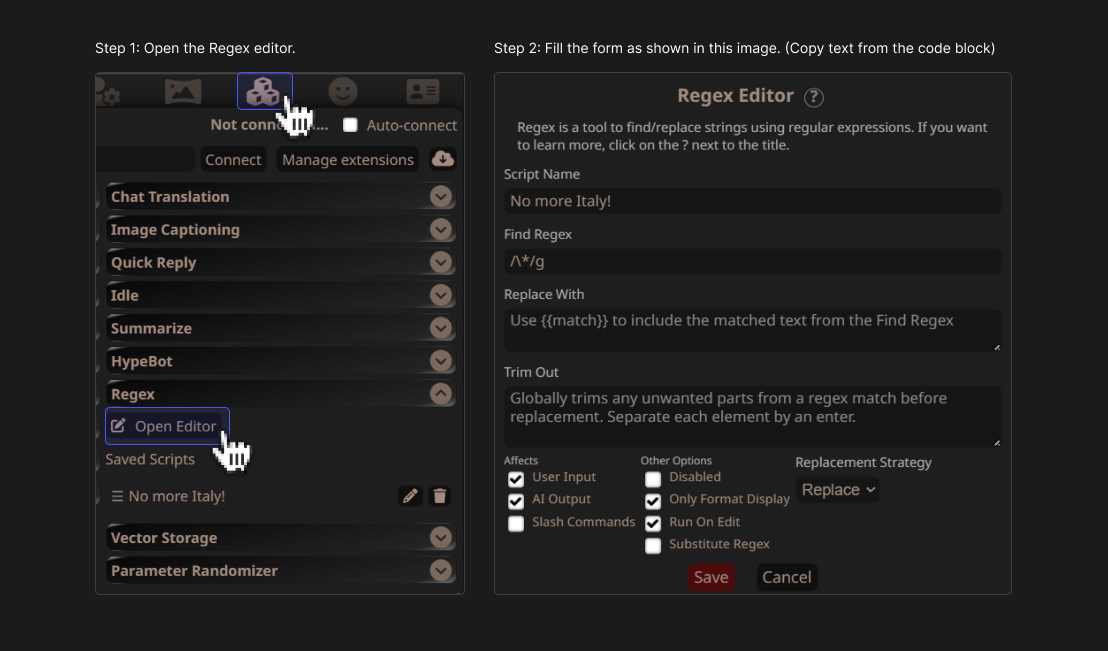 Step 1: Open the Regex editor.
Step 2: Fill the form as shown in this image. (Copy text from the code block)
Auto-connect
Connect
Manage extensions
Chat Translation
Image Captioning
Quick Reply
Idle
Summarize
HypeBot
Regex
Open Editor
Saved Scripts
No more Italy!
Vector Storage
Parameter Randomizer
Regex Editor ?
Regex is a tool to find/replace strings using regular expressions. If you want
to learn more, click on the ? next to the title.
Script Name
No more Italy!
Find Regex
/\*/g
Replace With
Use {{match}} to include the matched text from the Find Regex
Trim Out
Globally trims any unwanted parts from a regex match before
replacement. Separate each element by an enter.
Affects
User Input
AI Output
Slash Commands
Other Options
Disabled
Only Format Display
Run On Edit
Substitute Regex
Replacement Strategy
Replace
Save
Cancel